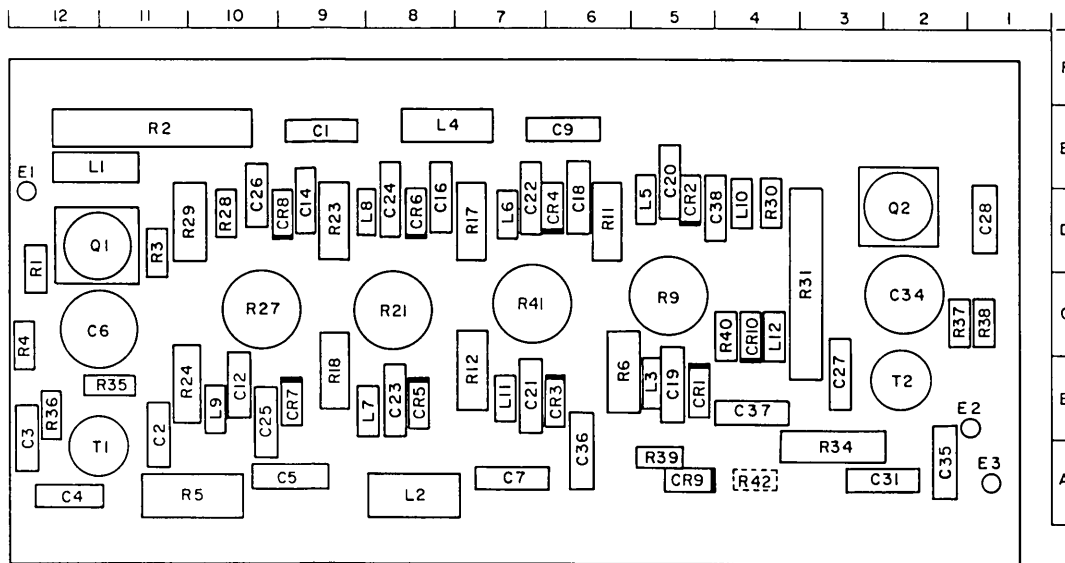 12 11 10 9 8 7 6 5 4 3 2 1
F
R2 C1 L4 C9
E
L1
E1
R29 R28 C26 CR8 C14 R23 L8 C24 CR6 C16 R17 L6 C22 CR4 C18 R11 L5 C20 CR2 C38 L10 R30 Q2 C28
D
Q1 R3
R1
R27 R21 R41 R9 R31 C34
C6
C
R4 R40 CR10 L12 R37 R38
R35 R24 L9 C12 C25 CR7 R18 L7 C23 CR5 R12 L11 C21 CR3 R6 L3 C19 CR1 C27 T2
B
C3 R36 C2 C37 E2
T1 C36 R34 C35
R39 E3
C4 R5 C5 L2 C7 CR9 R42 C31
A